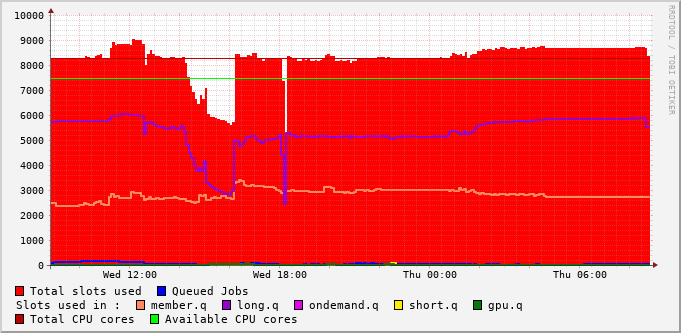 RRDTOOL / TOBI OETIKER
10000
9000
8000
7000
6000
5000
4000
3000
2000
1000
0
Wed 12:00 Wed 18:00 Thu 00:00 Thu 06:00
Total slots used Queued Jobs
Slots used in : member.q long.q ondemand.q short.q gpu.q
Total CPU cores Available CPU cores